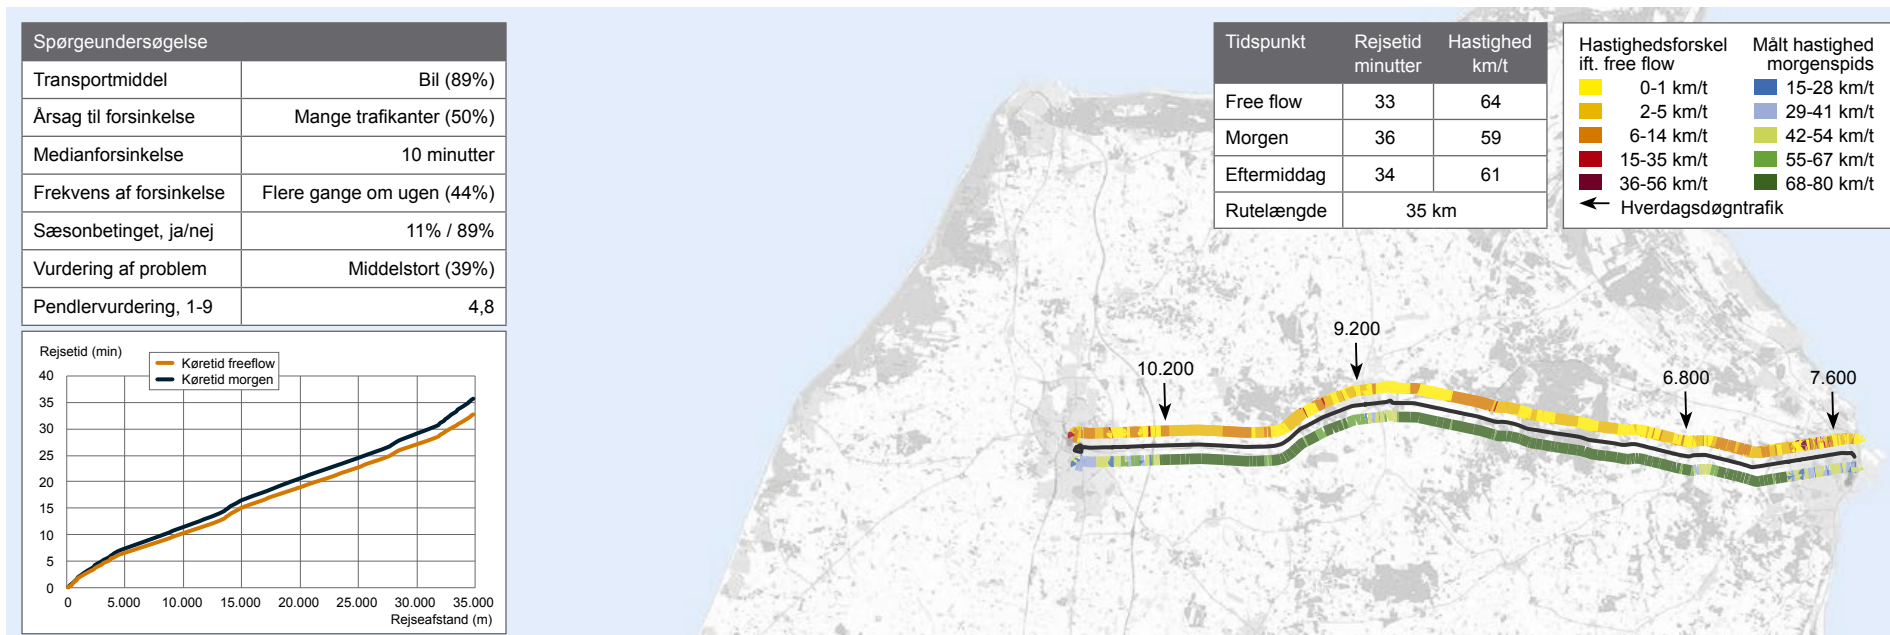 Spørgeundersøgelse
Transportmiddel Bil (89%)
Årsag til forsinkelse Mange trafikanter (50%)
Medianforsinkelse 10 minutter
Frekvens af forsinkelse Flere gange om ugen (44%)
Sæsonbetinget, ja/nej 11% / 89%
Vurdering af problem Middelstort (39%)
Pendlervurdering, 1-9 4,8
Rejsetid (min)
Køretid freeflow
Køretid morgen
40
35
30
25
20
15
10
5
0
0 5.000 10.000 15.000 20.000 25.000 30.000 35.000
Rejseafstand (m)
Tidspunkt Rejsetid Hastighed
minutter km/t
Free flow 33 64
Morgen 36 59
Eftermiddag 34 61
Rutelængde 35 km
Hastighedsforskel Målt hastighed
ift. free flow morgenspids
0-1 km/t 15-28 km/t
2-5 km/t 29-41 km/t
6-14 km/t 42-54 km/t
15-35 km/t 55-67 km/t
36-56 km/t 68-80 km/t
Hverdagsdøgntrafik
10.200
9.200
6.800
7.600